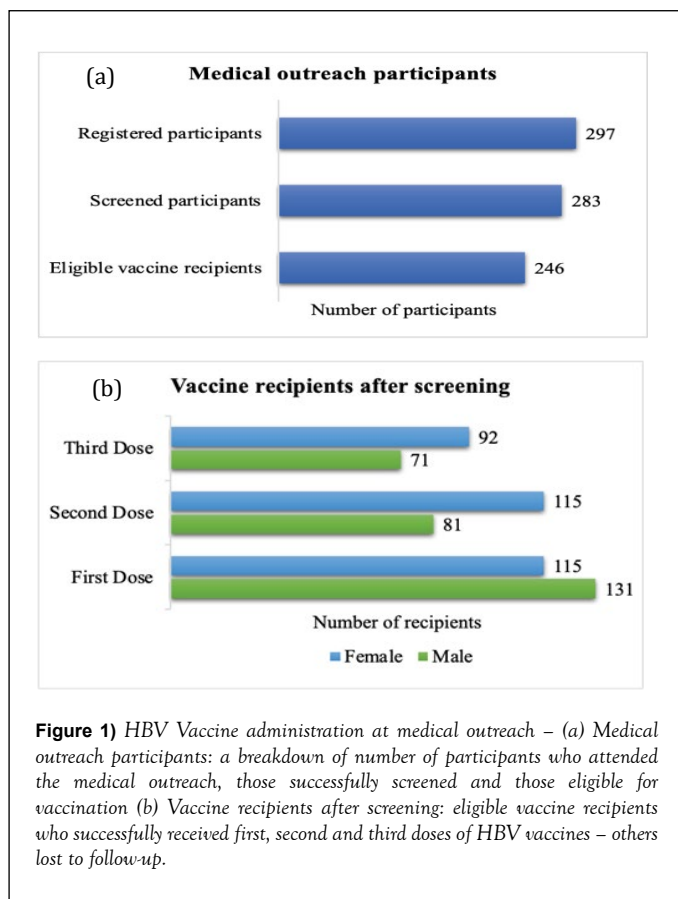 (a)
Medical outreach participants
Registered participants
297
Screened participants
283
Eligible vaccine recipients
246
Number of participants
(b)
Vaccine recipients after screening
Third Dose
92
71
Second Dose
115
81
First Dose
115
131
Number of recipients
Female
Male
Figure 1) HBV Vaccine administration at medical outreach – (a) Medical
outreach participants: a breakdown of number of participants who attended
the medical outreach, those successfully screened and those eligible for
vaccination (b) Vaccine recipients after screening: eligible vaccine recipients
who successfully received first, second and third doses of HBV vaccines – others
lost to follow-up.